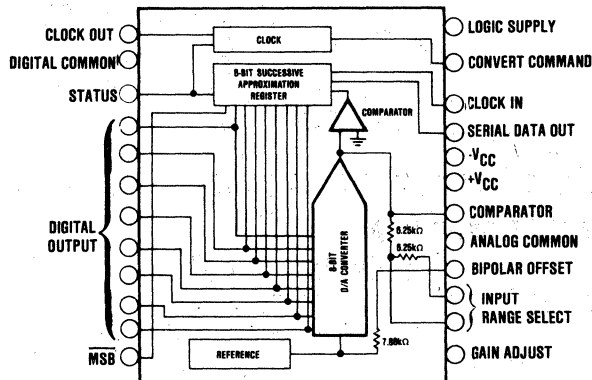 CLOCK OUT
DIGITAL COMMON
STATUS
DIGITAL
OUTPUT
MSB
CLOCK
8-BIT SUCCESSIVE
APPROXIMATION
REGISTER
COMPARATOR
8-BIT
D/A CONVERTER
REFERENCE
6.25kΩ
6.25kΩ
7.88kΩ
LOGIC SUPPLY
CONVERT COMMAND
CLOCK IN
SERIAL DATA OUT
-VCC
+VCC
COMPARATOR
ANALOG COMMON
BIPOLAR OFFSET
INPUT
RANGE SELECT
GAIN ADJUST